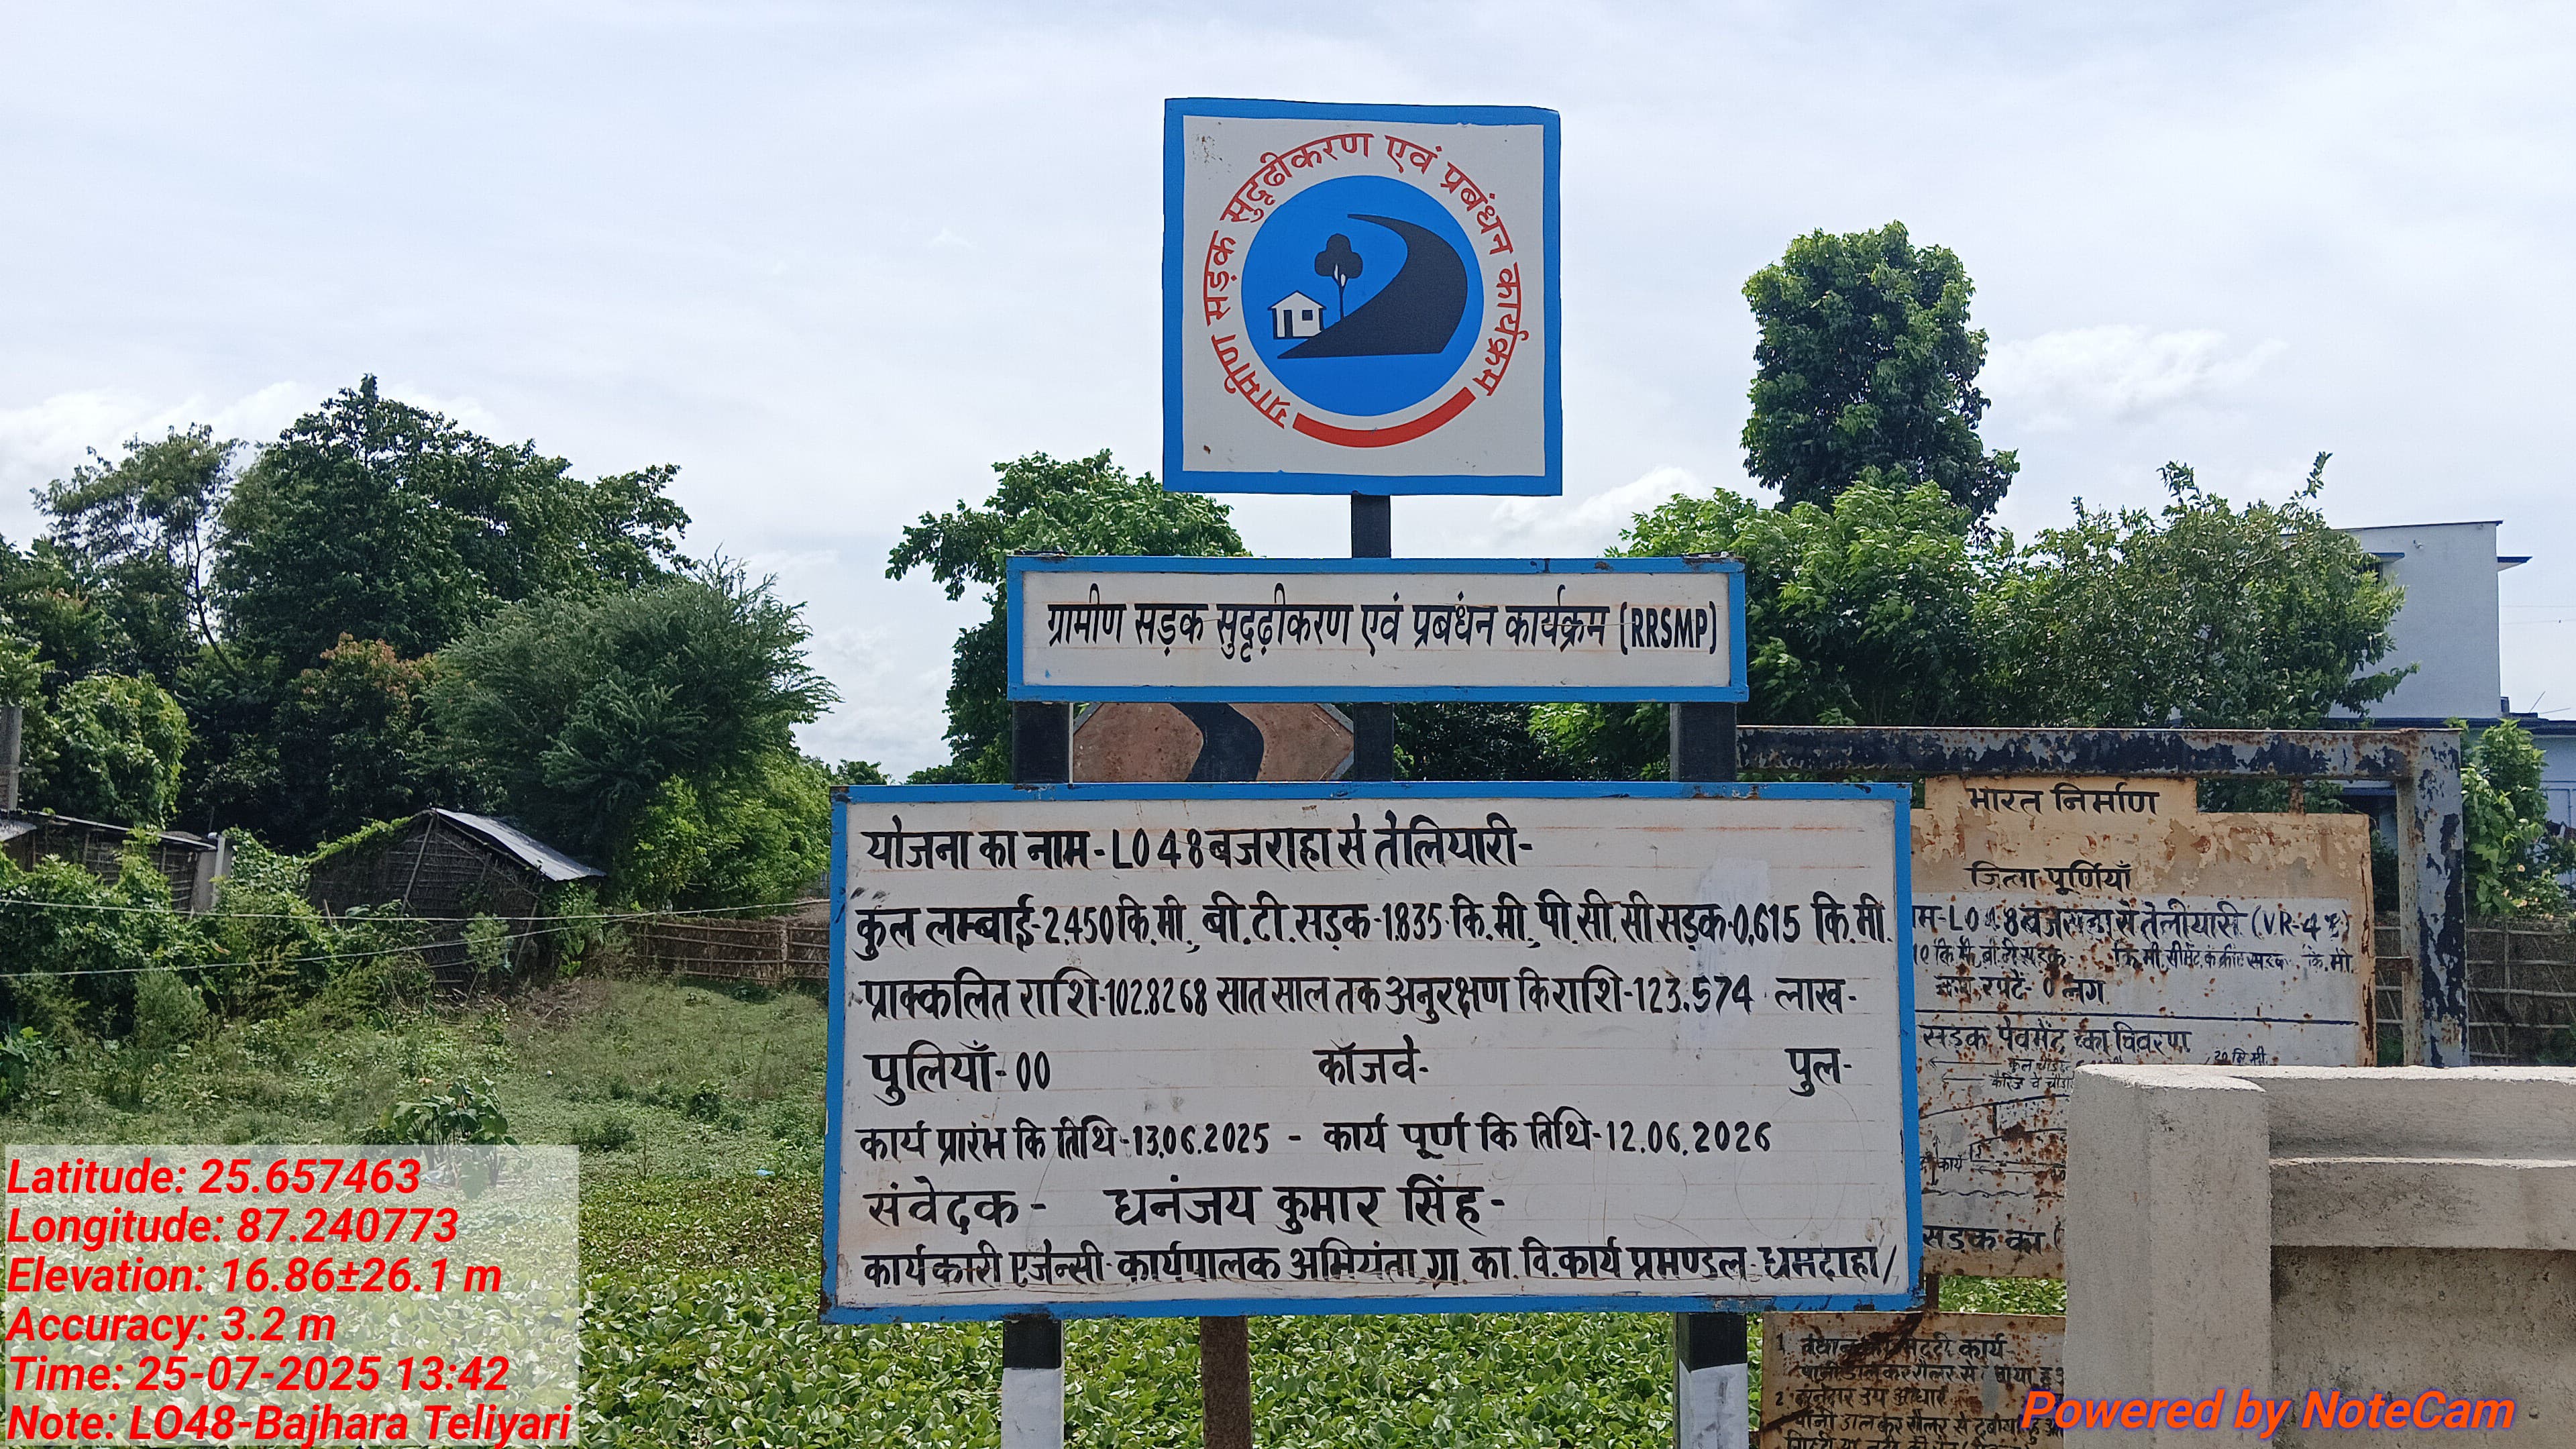 ग्रामीण सड़क सुदृढीकरण एवं प्रबंधन कार्यक्रम
ग्रामीण सड़क सुदृढ़ीकरण एवं प्रबंधन कार्यक्रम (RRSMP)
योजना का नाम-L048 बजराहा से तेलियारी-
कुल लम्बाई-2.450 कि.मी., बी.टी. सड़क-1.835 कि.मी. पी सी सी सड़क-0.615 कि.मी.
प्राक्कलित राशि-102.8268 सात साल तक अनुरक्षण कि राशि-123.574 लाख-
पुलियाँ-00 कॉजवे- पुल-
कार्य प्रारंभ कि तिथि-13.06.2025 - कार्य पूर्ण कि तिथि-12.06.2026
संवेदक- धनंजय कुमार सिंह-
कार्यकारी एजेन्सी-कार्यपालक अभियंता ग्रा. का. वि. कार्य प्रमण्डल-धमदाहा/
भारत निर्माण
जिला पूर्णियाँ
से तेलीयारी
सड़क पेवमेंट का विवरण
कार्य
सड़क का
कार्य
Latitude: 25.657463
Longitude: 87.240773
Elevation: 16.86±26.1 m
Accuracy: 3.2 m
Time: 25-07-2025 13:42
Note: LO48-Bajhara Teliyari
Powered by NoteCam